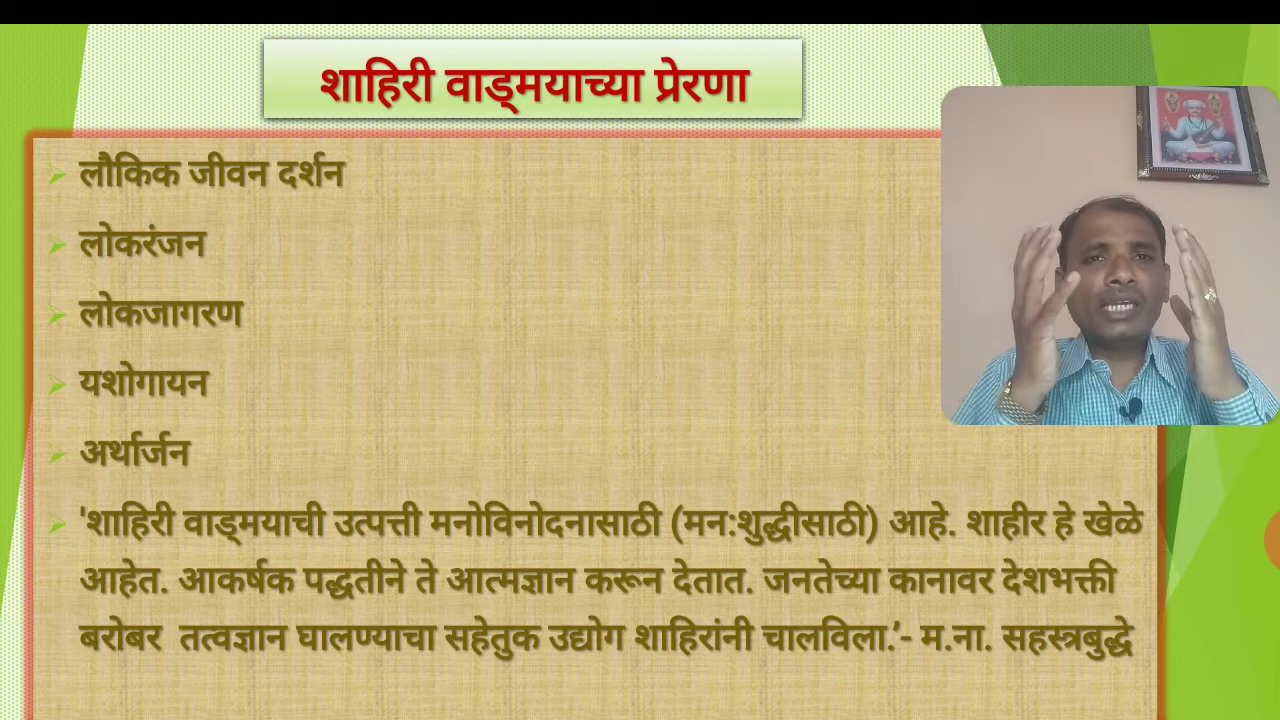 शाहिरी वाड्मयाच्या प्रेरणा
लौकिक जीवन दर्शन
लोकरंजन
लोकजागरण
यशोगायन
अर्थार्जन
'शाहिरी वाड्मयाची उत्पत्ती मनोविनोदनासाठी (मन:शुद्धीसाठी) आहे. शाहीर हे खेळे
आहेत. आकर्षक पद्धतीने ते आत्मज्ञान करून देतात. जनतेच्या कानावर देशभक्ती
बरोबर तत्वज्ञान घालण्याचा सहेतुक उद्योग शाहिरांनी चालविला.’- म.ना. सहस्त्रबुद्धे